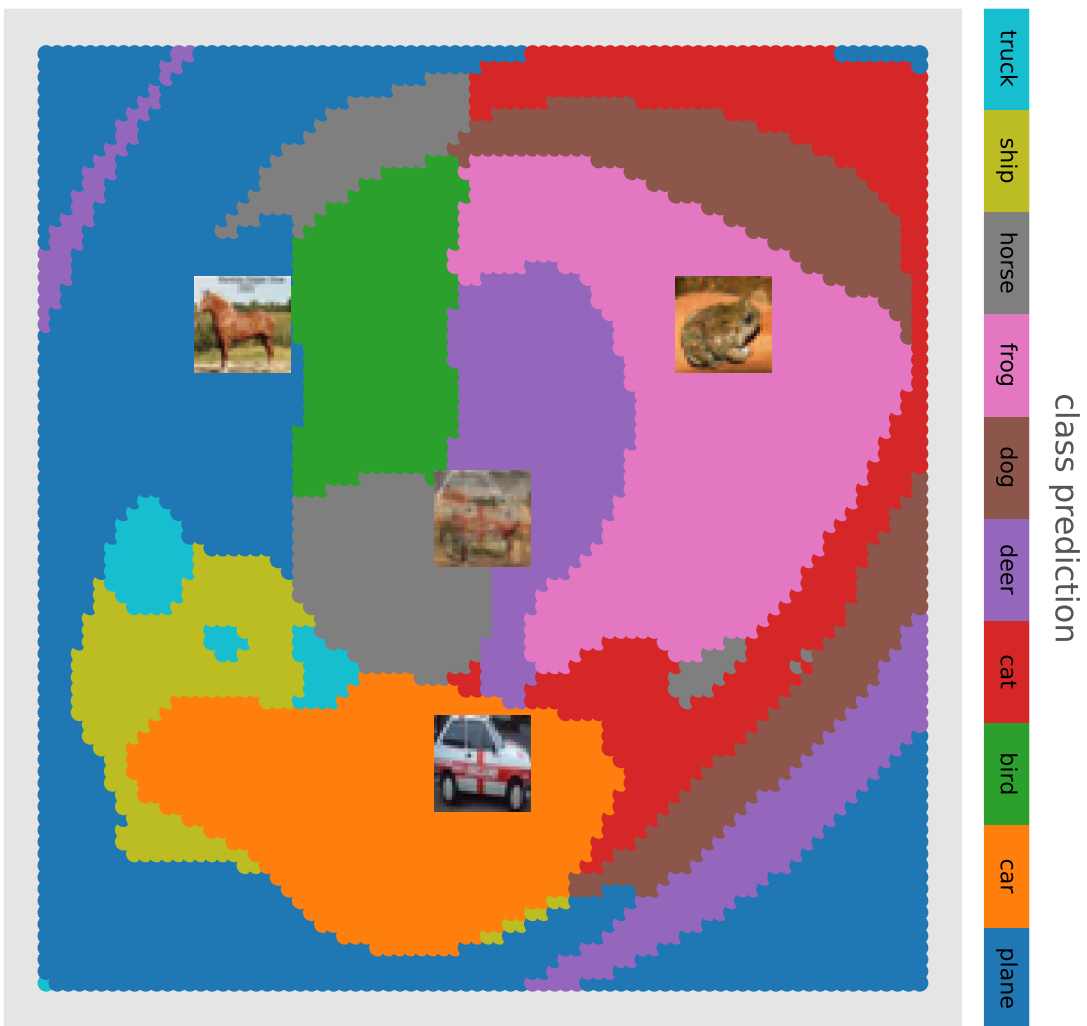 truck
ship
horse
frog
dog
deer
cat
bird
car
plane
class prediction